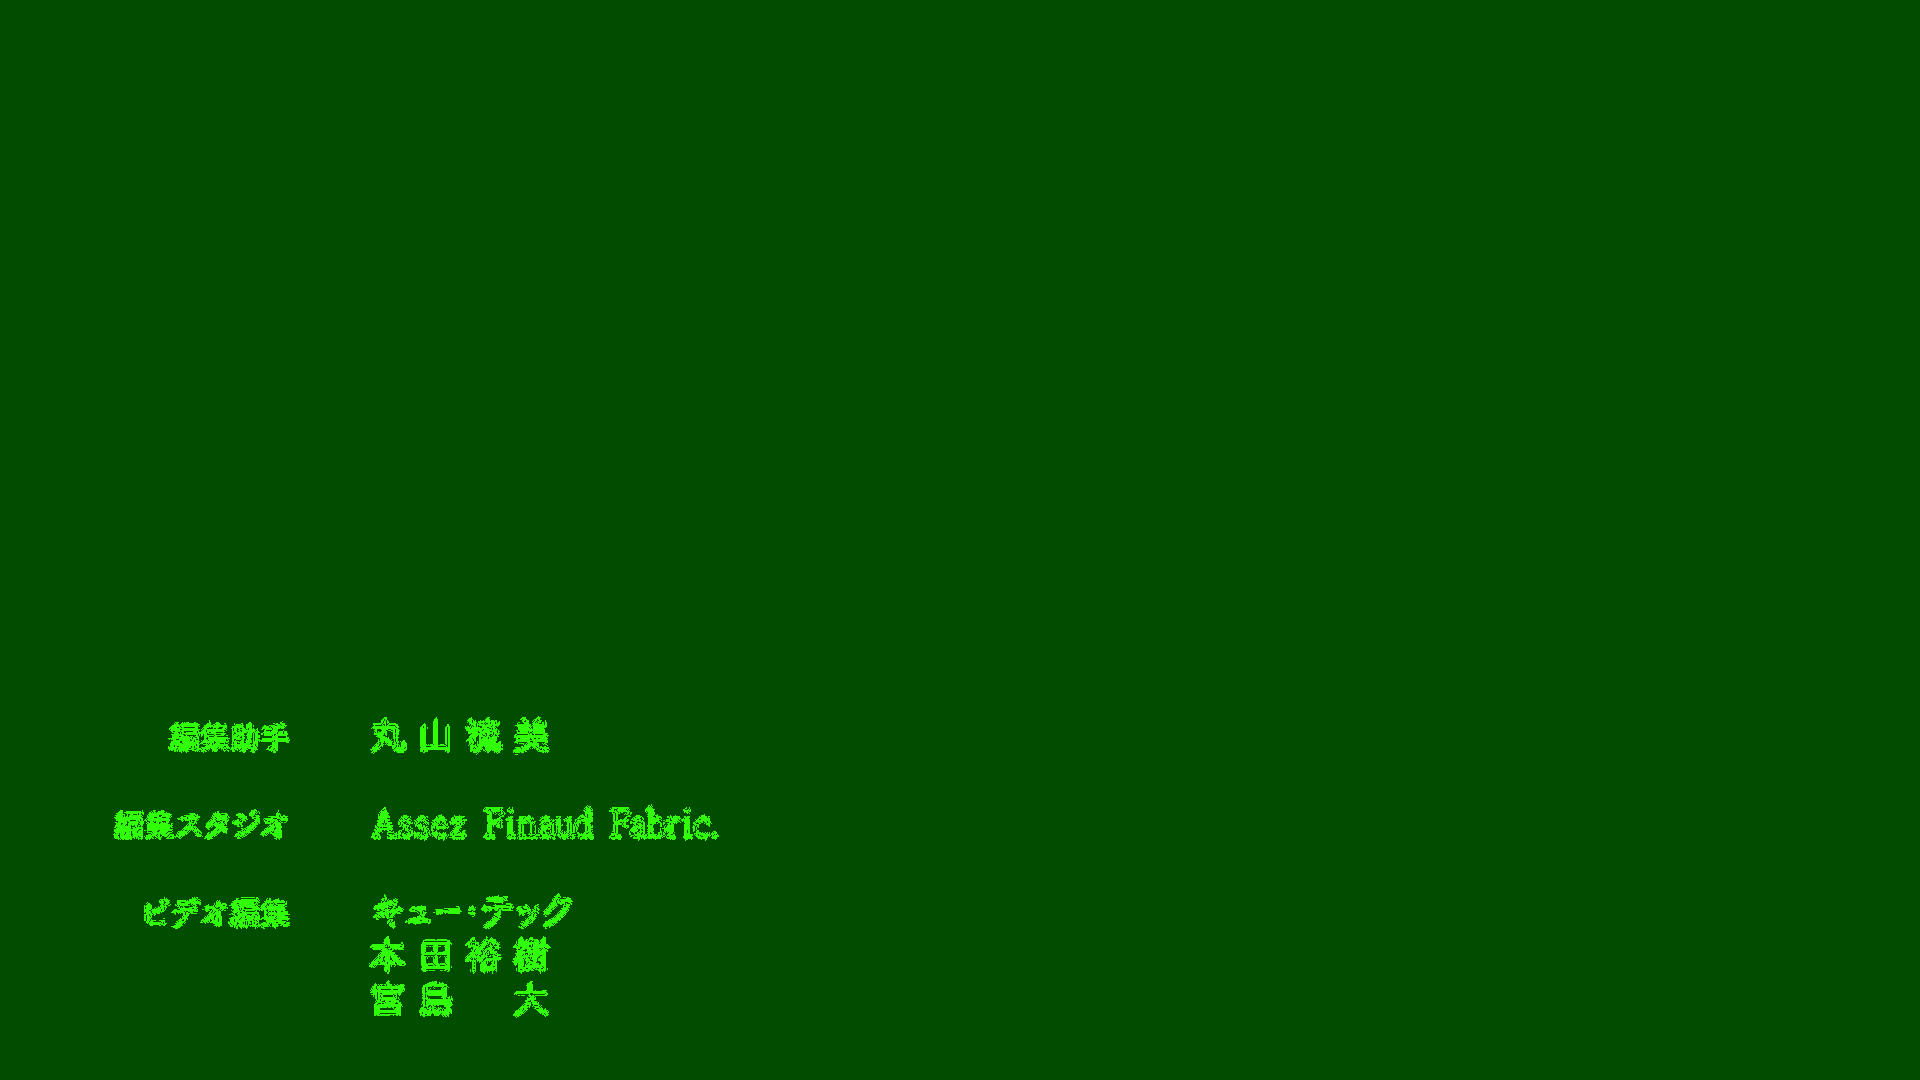 編集助手 丸山流美
編集スタジオ Assez Finaud Fabric.
ビデオ編集 キュー・テック
本田裕樹
宮島 大